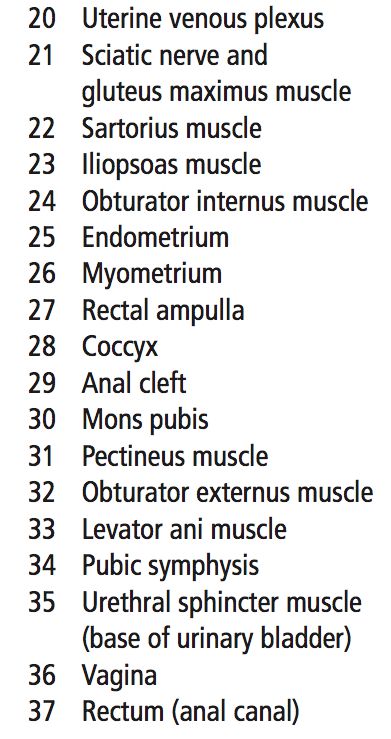 20 Uterine venous plexus
21 Sciatic nerve and
gluteus maximus muscle
22 Sartorius muscle
23 Iliopsoas muscle
24 Obturator internus muscle
25 Endometrium
26 Myometrium
27 Rectal ampulla
28 Coccyx
29 Anal cleft
30 Mons pubis
31 Pectineus muscle
32 Obturator externus muscle
33 Levator ani muscle
34 Pubic symphysis
35 Urethral sphincter muscle
(base of urinary bladder)
36 Vagina
37 Rectum (anal canal)